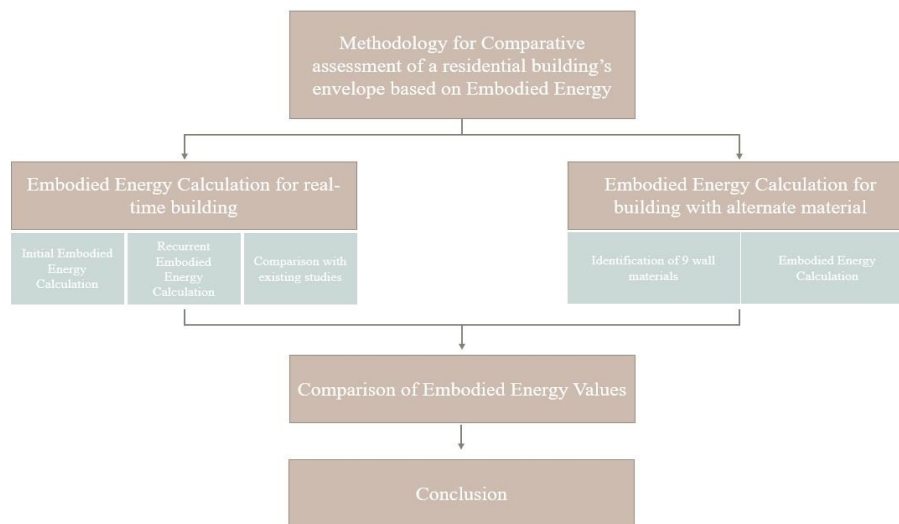 Methodology for Comparative
assessment of a residential building's
envelope based on Embodied Energy
Embodied Energy Calculation for real-
time building
Initial Embodied
Energy
Calculation
Recurrent
Embodied
Energy
Calculation
Comparison with
existing studies
Embodied Energy Calculation for
building with alternate material
Identification of 9 wall
materials
Embodied Energy
Calculation
Comparison of Embodied Energy Values
Conclusion